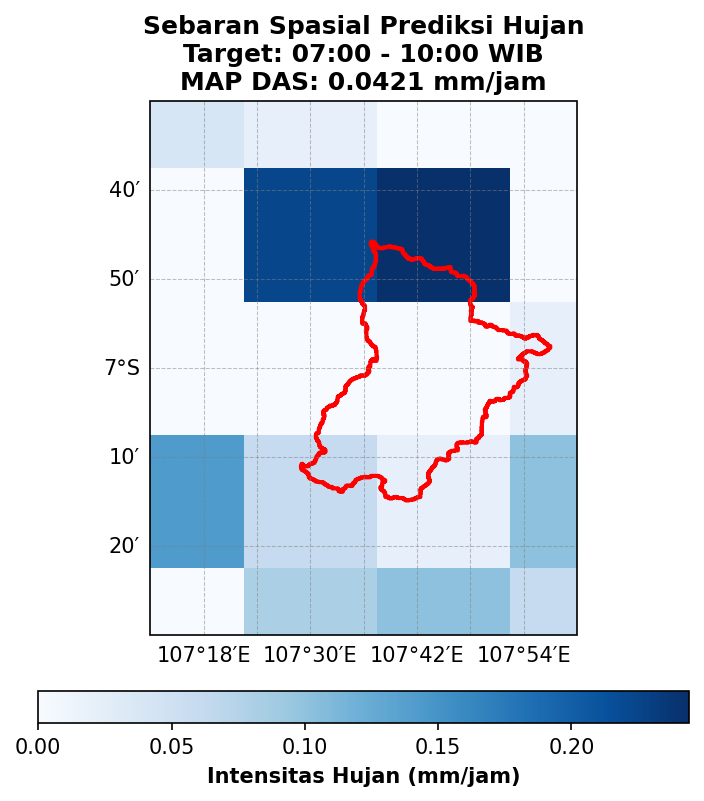 Sebaran Spasial Prediksi Hujan
Target: 07:00 - 10:00 WIB
MAP DAS: 0.0421 mm/jam
40′
50′
7°S
10′
20′
107°18′E 107°30′E 107°42′E 107°54′E
0.00 0.05 0.10 0.15 0.20
Intensitas Hujan (mm/jam)